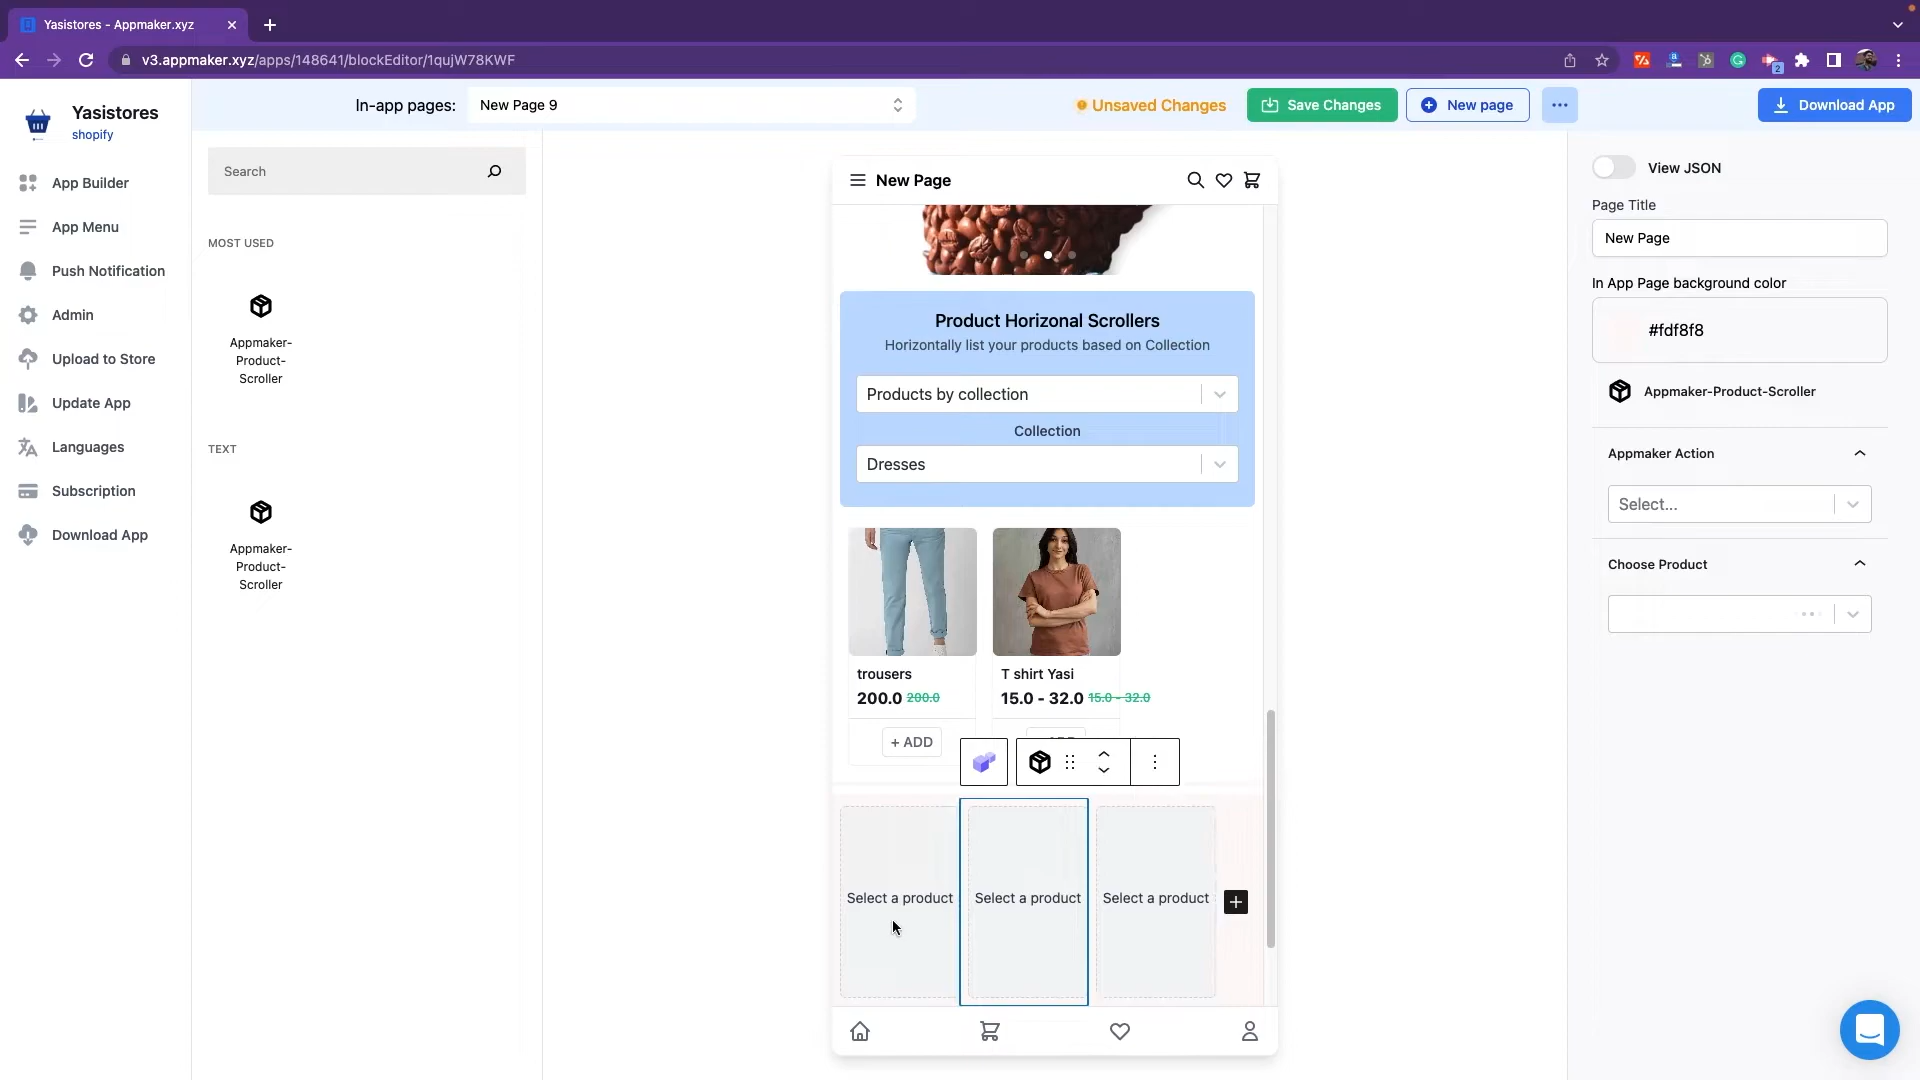 Yasistores - Appmaker.xyz
v3.appmaker.xyz/apps/148641/blockEditor/1qujW78KWF
2
Yasistores
shopify
App Builder
App Menu
Push Notification
Admin
Upload to Store
Update App
Languages
Subscription
Download App
In-app pages:
New Page 9
Unsaved Changes
Save Changes
New page
Download App
Search
MOST USED
Appmaker-
Product-
Scroller
TEXT
Appmaker-
Product-
Scroller
New Page
Product Horizonal Scrollers
Horizontally list your products based on Collection
Products by collection
Collection
Dresses
trousers
200.0 200.0
+ ADD
T shirt Yasi
15.0 - 32.0 15.0 - 32.0
Select a product
Select a product
Select a product
View JSON
Page Title
New Page
In App Page background color
#fdf8f8
Appmaker-Product-Scroller
Appmaker Action
Select...
Choose Product